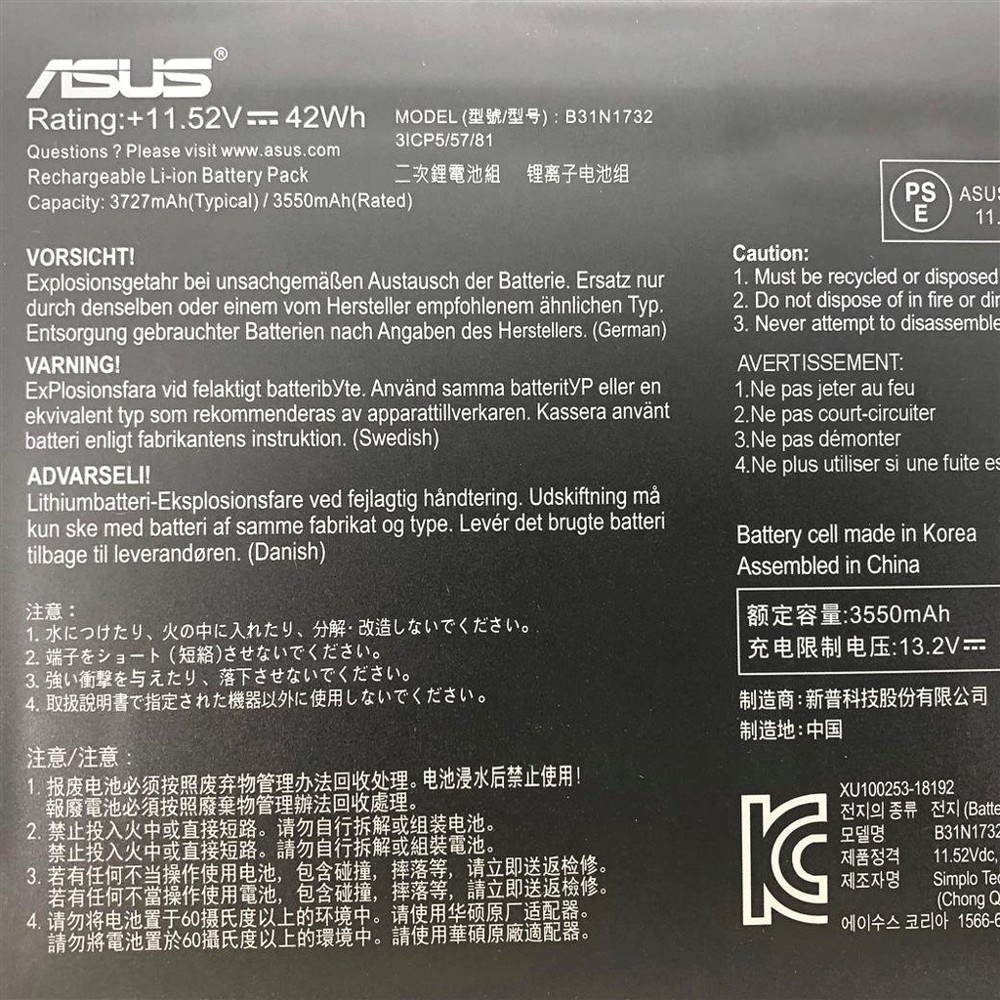 ASUS®
Rating:+11.52V⎓ 42Wh
MODEL (型號/型号) : B31N1732
3ICP5/57/81
Questions ? Please visit www.asus.com
Rechargeable Li-ion Battery Pack
二次鋰電池組 锂离子电池组
Capacity: 3727mAh(Typical) / 3550mAh(Rated)
PS
E
ASUS
11.
VORSICHT!
Explosionsgetahr bei unsachgemäßen Austausch der Batterie. Ersatz nur
durch denselben oder einem vom Hersteller empfohlenem ähnlichen Typ.
Entsorgung gebrauchter Batterien nach Angaben des Herstellers. (German)
VARNING!
ExPlosionsfara vid felaktigt batteribУte. Använd samma batteritУP eller en
ekvivalent typ som rekommenderas av apparattillverkaren. Kassera använt
batteri enligt fabrikantens instruktion. (Swedish)
ADVARSELI!
Lithiumbatteri-Eksplosionsfare ved fejlagtig håndtering. Udskiftning må
kun ske med batteri af samme fabrikat og type. Levér det brugte batteri
tilbage til leverandøren. (Danish)
注意：
1. 水につけたり、火の中に入れたり、分解·改造しないでください。
2. 端子をショート（短絡)させないでください。
3. 強い衝撃を与えたり、落下させないでください。
4. 取扱說明書で指定された機器以外に使用しないでください。
注意/注意：
1. 报废电池必须按照废弃物管理办法回收处理。电池浸水后禁止使用！
報廢電池必須按照廢棄物管理辦法回收處理。
2. 禁止投入火中或直接短路。请勿自行拆解或组装电池。
禁止投入火中或直接短路。請勿自行拆解或組裝電池。
3. 若有任何不当操作使用电池，包含碰撞，摔落等，请立即送返检修。
若有任何不當操作使用電池，包含碰撞，摔落等，請立即送返檢修。
4. 请勿将电池置于60摄氏度以上的环境中。请使用华硕原厂适配器。
請勿將電池置於60攝氏度以上的環境中。請使用華碩原廠適配器。
Caution:
1. Must be recycled or disposed
2. Do not dispose of in fire or
3. Never attempt to disassemble
AVERTISSEMENT:
1.Ne pas jeter au feu
2.Ne pas court-circuiter
3.Ne pas démonter
4.Ne plus utiliser si une fuite
Battery cell made in Korea
Assembled in China
额定容量:3550mAh
充电限制电压:13.2V⎓
制造商:新普科技股份有限公司
制造地:中国
XU100253-18192
전지의 종류 전지 (Batte
모델명 B31N1732
제품정격 11.52Vdc,
제조자명 Simplo Tec
(Chong Q
에이수스 코리아 1566-6